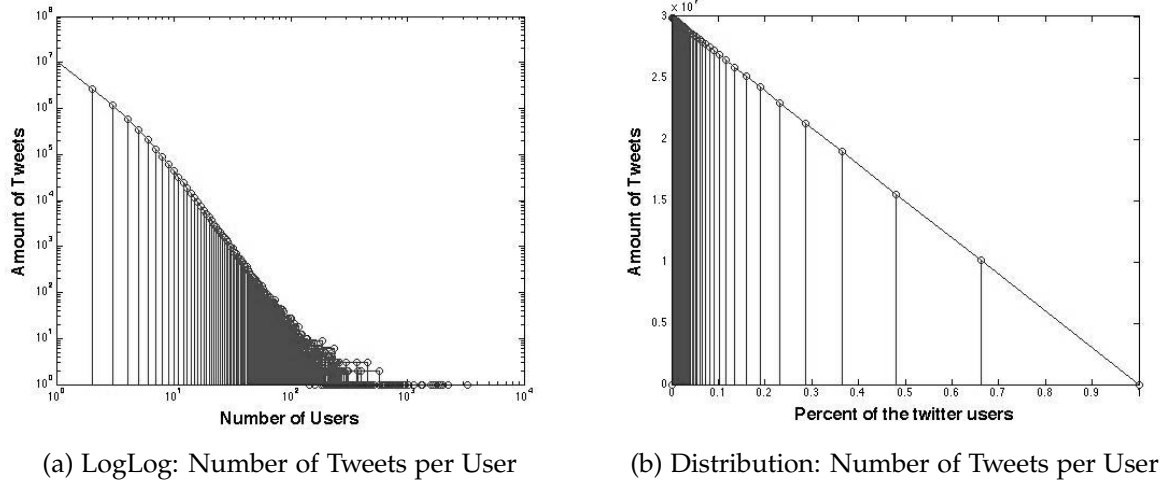 10^8
10^7
10^6
10^5
10^4
10^3
10^2
10^1
10^0
Amount of Tweets
10^0 10^1 10^2 10^3 10^4
Number of Users
(a) LogLog: Number of Tweets per User
3 × 10^7
2.5
2
1.5
1
0.5
0
Amount of Tweets
0 0.1 0.2 0.3 0.4 0.5 0.6 0.7 0.8 0.9 1
Percent of the twitter users
(b) Distribution: Number of Tweets per User